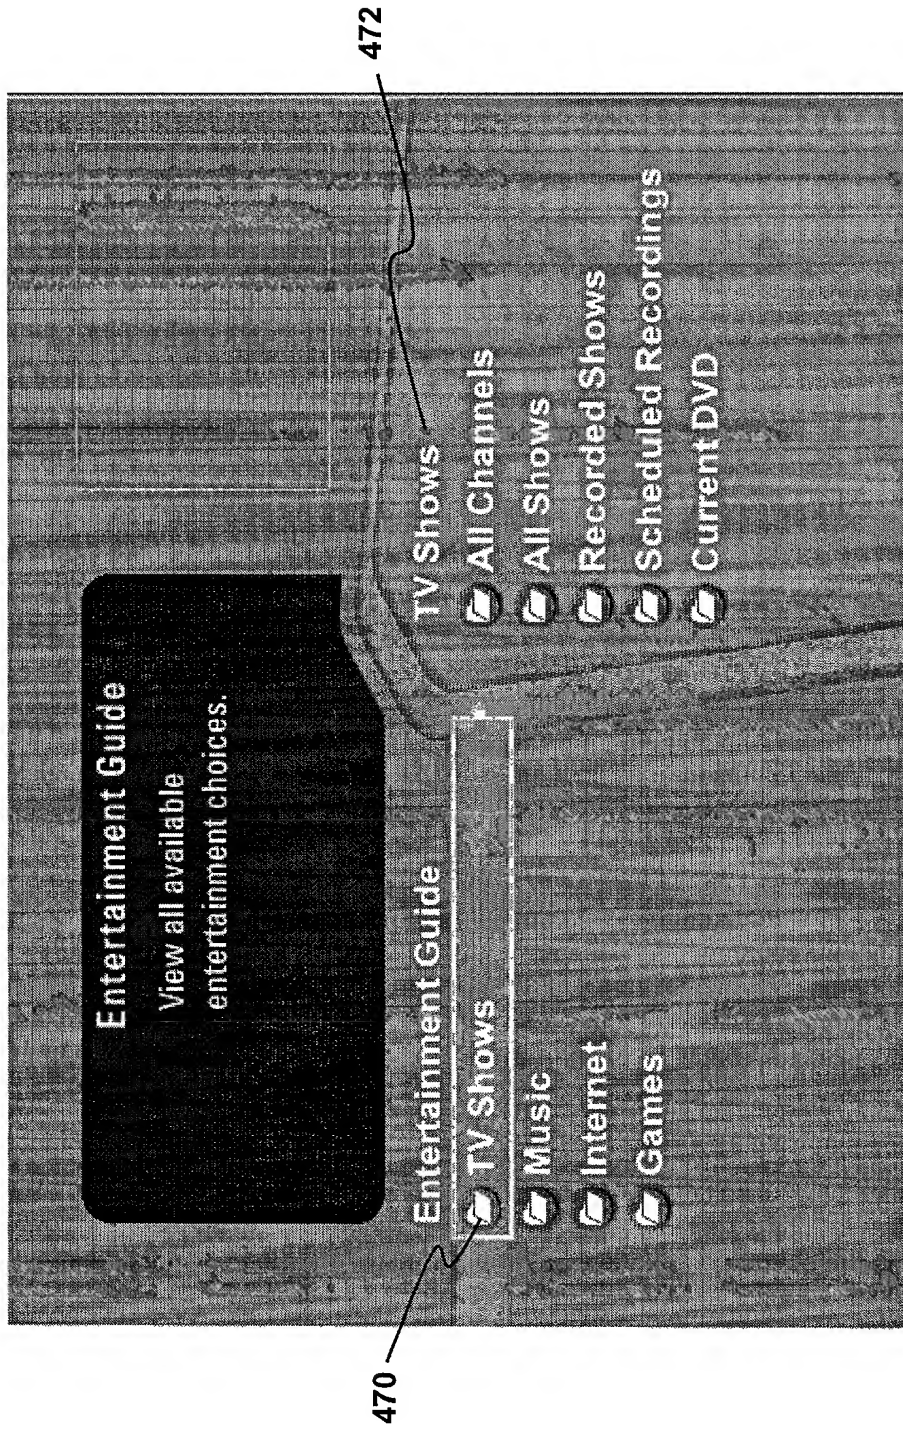 472
Entertainment Guide
View all available
entertainment choices.
Entertainment Guide
TV Shows
Music
Internet
Games
TV Shows
All Channels
All Shows
Recorded Shows
Scheduled Recordings
Current DVD
470